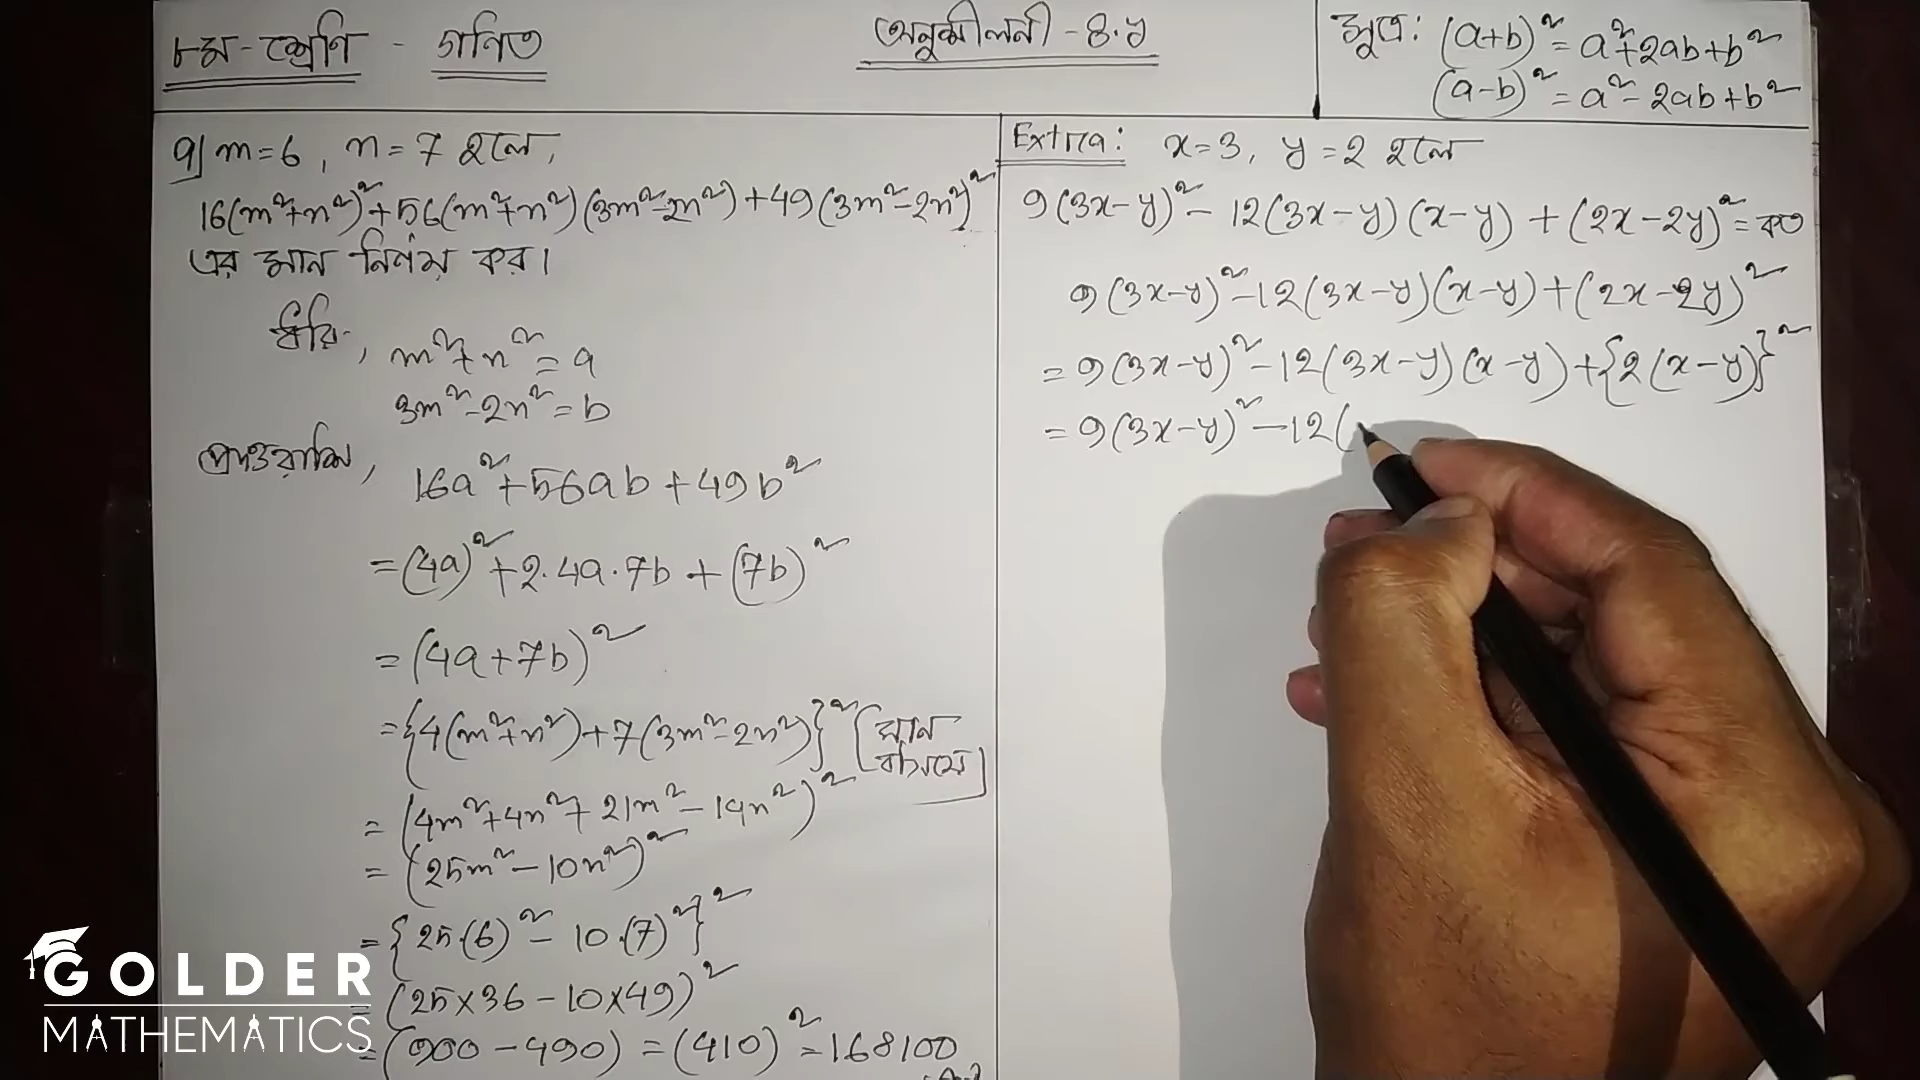 ৮ম-শ্রেণি - গনিত
অনুশীলনী - ৪.১
সুত্র: (a+b)² = a²+2ab+b²
(a-b)² = a²-2ab+b²
৭| m=6, n=7 হলে,
16(m²+n²)²+56(m²+n²)(3m²-2n²)+49(3m²-2n²)²
এর মান নির্ণয় কর।
ধরি, m²+n² = a
3m²-2n² = b
প্রদত্তরাশি, 16a²+56ab+49b²
= (4a)²+2.4a.7b+(7b)²
= (4a+7b)²
= {4(m²+n²)+7(3m²-2n²)}² [মান বসিয়ে]
= (4m²+4n²+21m²-14n²)²
= (25m²-10n²)²
= {25.(6)²-10.(7)²}²
= (25×36-10×49)²
= (900-490) = (410)² = 168100
Extra: x=3, y=2 হলে
9(3x-y)²-12(3x-y)(x-y)+(2x-2y)² = কত
9(3x-y)²-12(3x-y)(x-y)+(2x-2y)²
= 9(3x-y)²-12(3x-y)(x-y)+{2(x-y)}²
= 9(3x-y)²-12(
GOLDER
MATHEMATICS